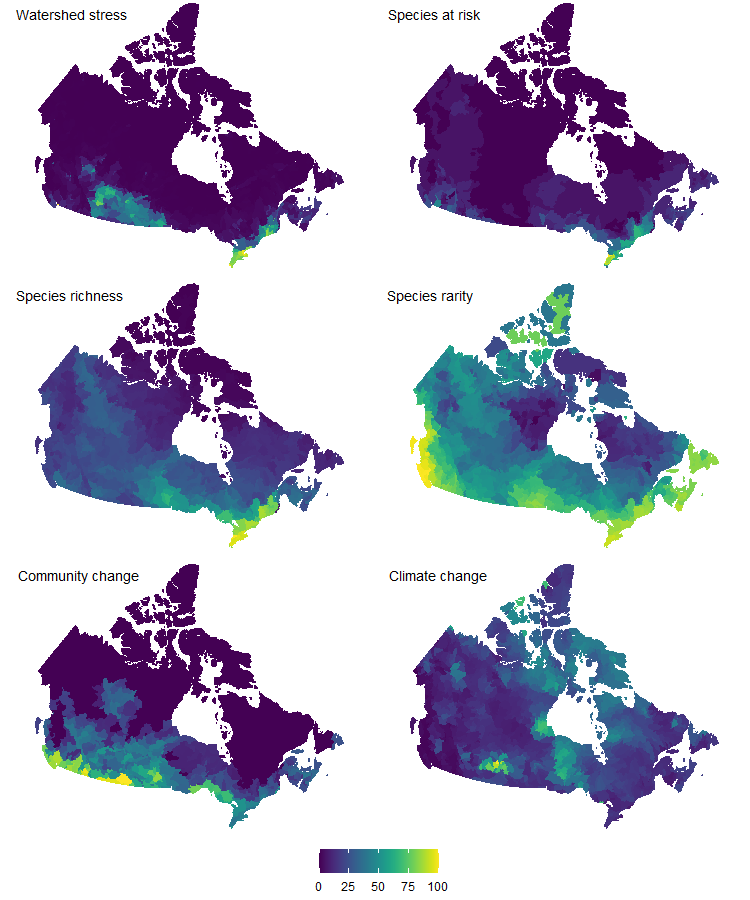 Watershed stress
Species at risk
Species richness
Species rarity
Community change
Climate change
0 25 50 75 100